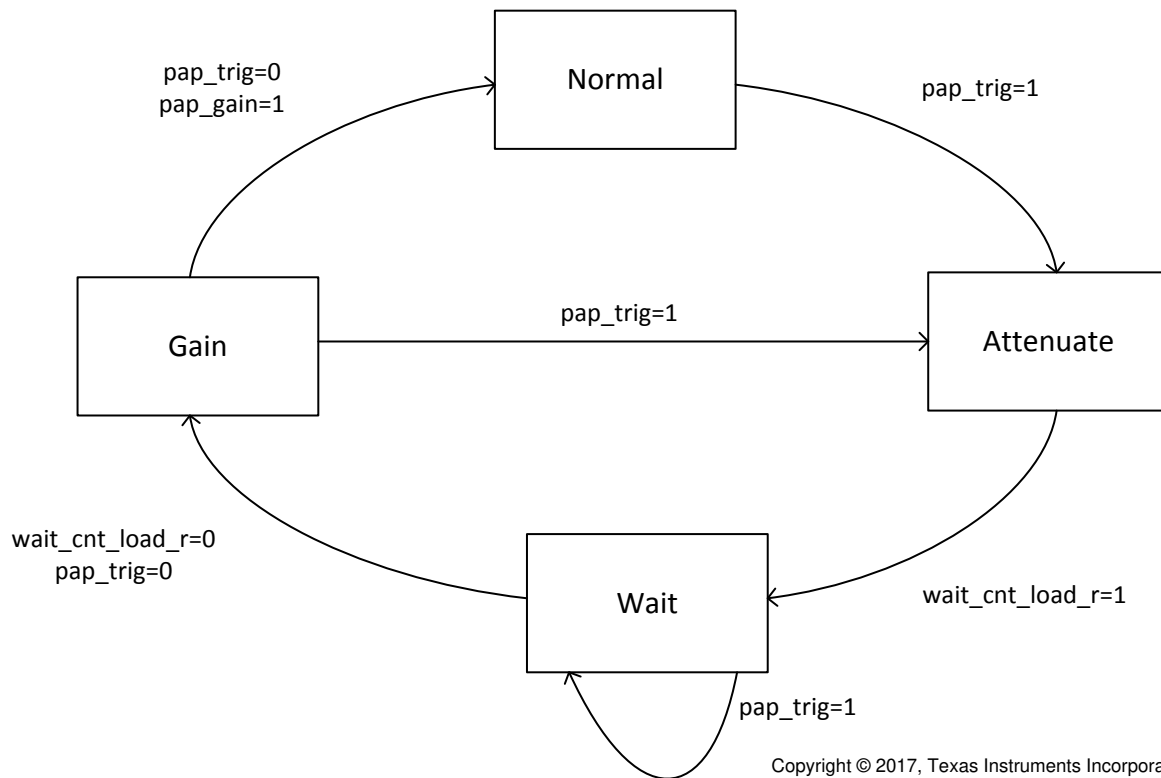 pap_trig=0
pap_gain=1
Normal
pap_trig=1
Gain
pap_trig=1
Attenuate
wait_cnt_load_r=0
pap_trig=0
Wait
wait_cnt_load_r=1
pap_trig=1
Copyright © 2017, Texas Instruments